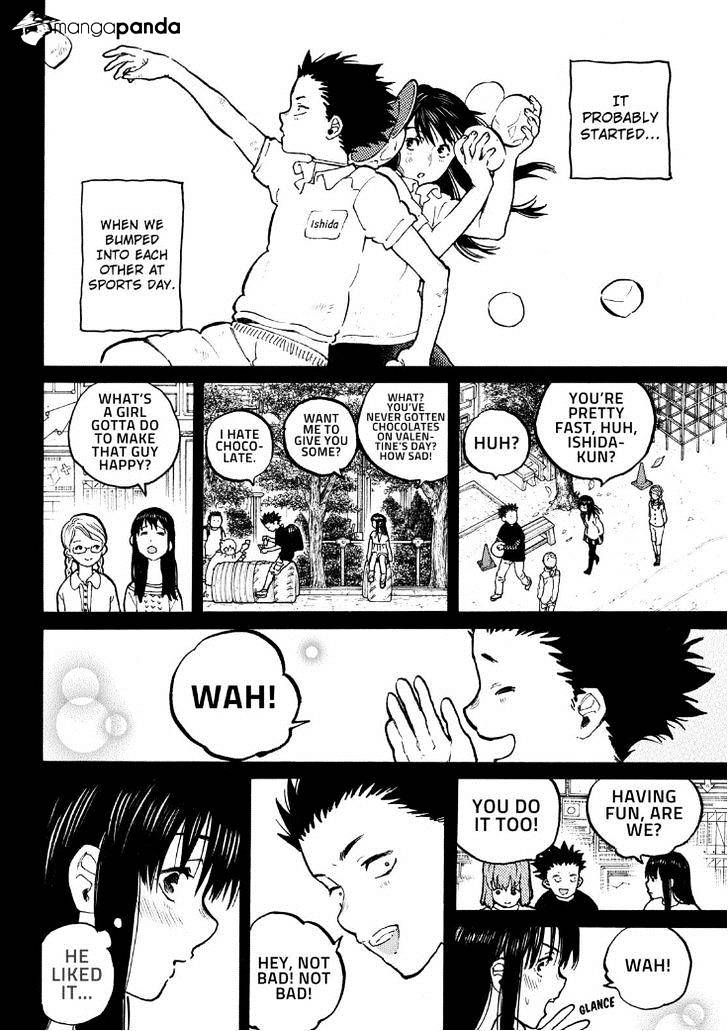 mangapanda
IT
PROBABLY
STARTED...
WHEN WE
BUMPED
INTO EACH
OTHER AT
SPORTS DAY.
Ishida
YOU'RE
PRETTY
FAST, HUH,
ISHIDA-
KUN?
HUH?
WHAT?
YOU'VE
NEVER GOTTEN
CHOCOLATES
ON VALEN-
TINE'S DAY?
HOW SAD!
WANT
ME TO
GIVE YOU
SOME?
I HATE
CHOCO-
LATE.
WHAT'S
A GIRL
GOTTA DO
TO MAKE
THAT GUY
HAPPY?
WAH!
HAVING
FUN, ARE
WE?
YOU DO
IT TOO!
WAH!
GLANCE
HEY, NOT
BAD! NOT
BAD!
HE
LIKED
IT...